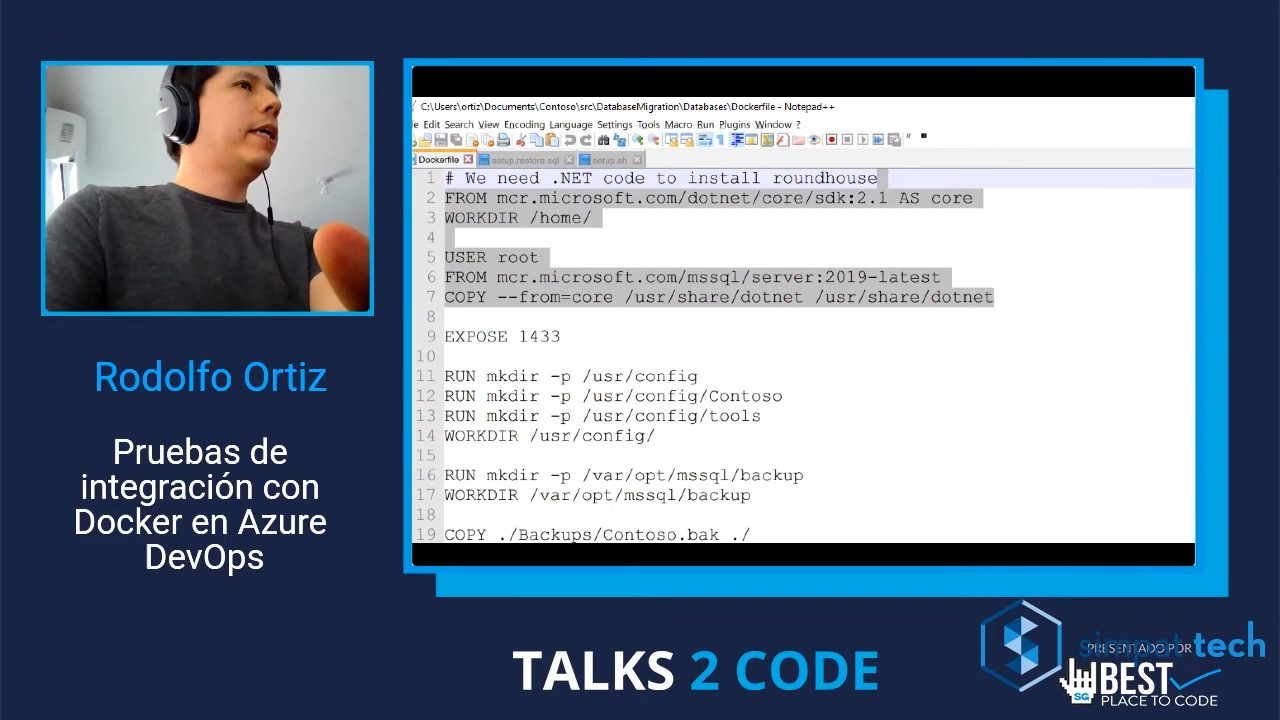 C:\Users\ortiz\Documents\Contoso\src\DatabaseMigration\Databases\Dockerfile - Notepad++
Edit Search View Encoding Language Settings Tools Macro Run Plugins Window ?
Dockerfile setup.restore.sql setup.sh
1 # We need .NET code to install roundhouse
2 FROM mcr.microsoft.com/dotnet/core/sdk:2.1 AS core
3 WORKDIR /home/
4
5 USER root
6 FROM mcr.microsoft.com/mssql/server:2019-latest
7 COPY --from=core /usr/share/dotnet /usr/share/dotnet
8
9 EXPOSE 1433
10
11 RUN mkdir -p /usr/config
12 RUN mkdir -p /usr/config/Contoso
13 RUN mkdir -p /usr/config/tools
14 WORKDIR /usr/config/
15
16 RUN mkdir -p /var/opt/mssql/backup
17 WORKDIR /var/opt/mssql/backup
18
19 COPY ./Backups/Contoso.bak ./
Rodolfo Ortiz
Pruebas de
integración con
Docker en Azure
DevOps
TALKS 2 CODE
simpat tech
PRESENTADO POR
SG
BEST
PLACE TO CODE